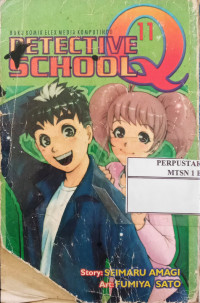 BUKU KOMIK ELEX MEDIA KOMPUTINDO
DETECTIVE
SCHOOL Q
11
PERPUSTAK
MTSN 1 B
Story: SEIMARU AMAGI
Art: FUMIYA SATO